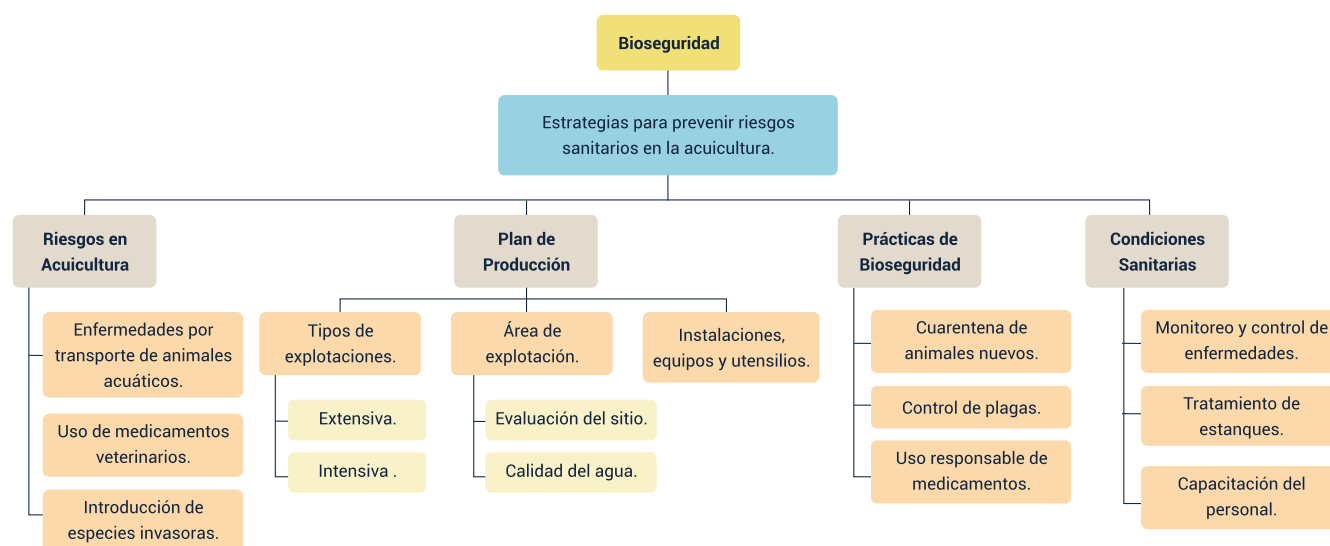 Bioseguridad
Estrategias para prevenir riesgos
sanitarios en la acuicultura.
Riesgos en
Acuicultura
Enfermedades por
transporte de animales
acuáticos.
Uso de medicamentos
veterinarios.
Introducción de
especies invasoras.
Plan de
Producción
Tipos de
explotaciones.
Extensiva.
Intensiva .
Área de
explotación.
Evaluación del sitio.
Calidad del agua.
Instalaciones,
equipos y utensilios.
Prácticas de
Bioseguridad
Cuarentena de
animales nuevos.
Control de plagas.
Uso responsable de
medicamentos.
Condiciones
Sanitarias
Monitoreo y control de
enfermedades.
Tratamiento de
estanques.
Capacitación del
personal.